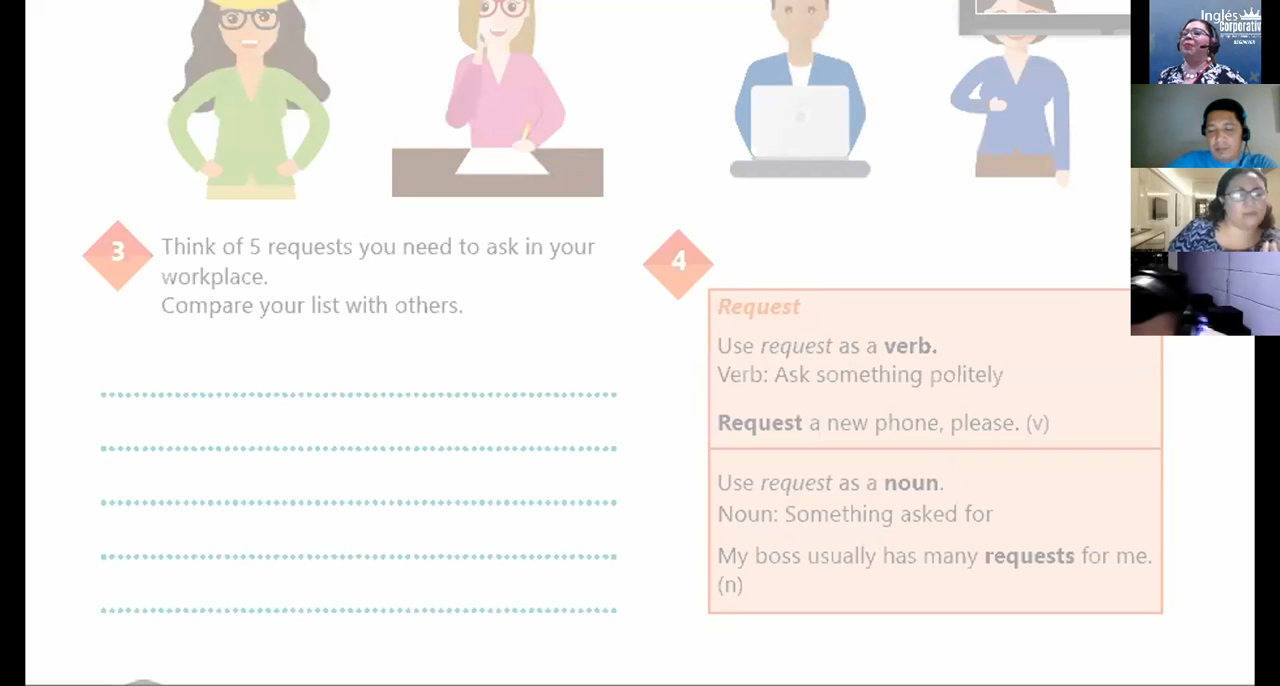 Inglés
Corporativ
BEGINNER
3
Think of 5 requests you need to ask in your
workplace.
Compare your list with others.
4
Request
Use request as a verb.
Verb: Ask something politely
Request a new phone, please. (v)
Use request as a noun.
Noun: Something asked for
My boss usually has many requests for me.
(n)